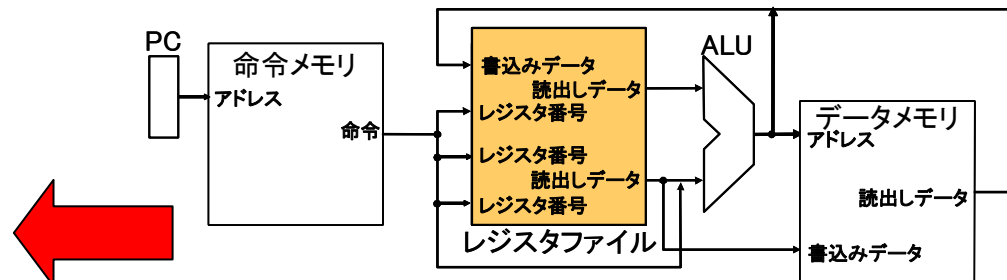 PC
命令メモリ
アドレス
命令
書込みデータ
読出しデータ
レジスタ番号
レジスタ番号
読出しデータ
レジスタ番号
レジスタファイル
ALU
データメモリ
アドレス
読出しデータ
書込みデータ